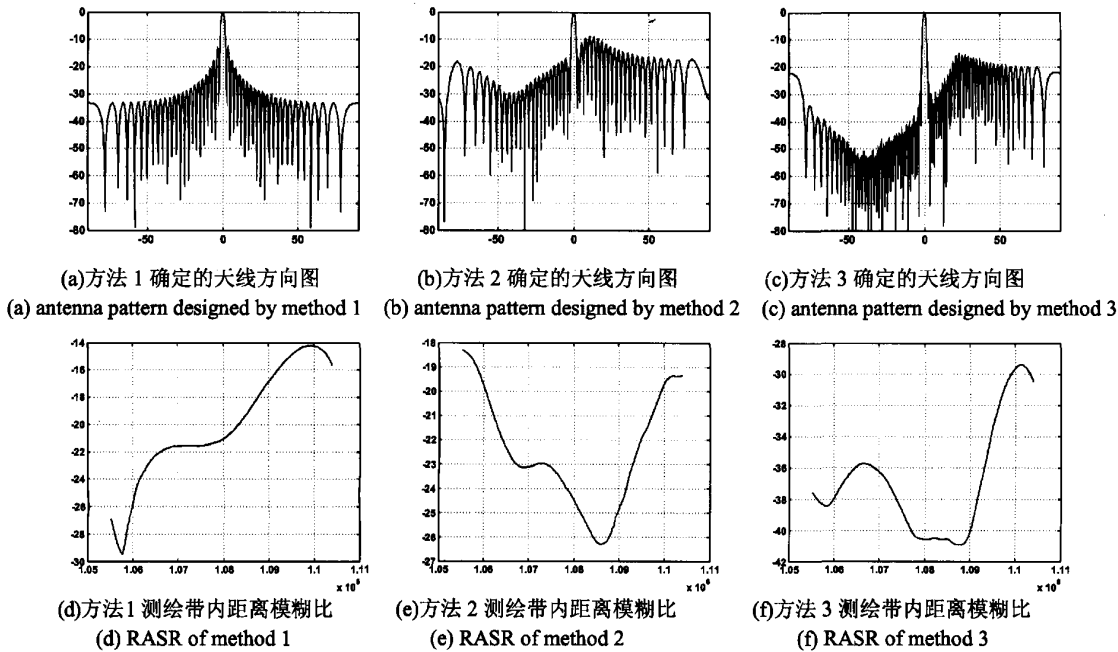 0
-10
-20
-30
-40
-50
-60
-70
-80
-50 0 50
0
-10
-20
-30
-40
-50
-60
-70
-80
-50 0 50
0
-10
-20
-30
-40
-50
-60
-70
-80
-50 0 50
(a)方法 1 确定的天线方向图
(a) antenna pattern designed by method 1
(b)方法 2 确定的天线方向图
(b) antenna pattern designed by method 2
(c)方法 3 确定的天线方向图
(c) antenna pattern designed by method 3
-14
-16
-18
-20
-22
-24
-26
-28
-30
1.05 1.06 1.07 1.08 1.09 1.1 1.11
x 10⁶
-18
-19
-20
-21
-22
-23
-24
-25
-26
-27
1.05 1.06 1.07 1.08 1.09 1.1 1.11
x 10⁶
-28
-30
-32
-34
-36
-38
-40
-42
1.05 1.06 1.07 1.08 1.09 1.1 1.11
x 10⁶
(d)方法1 测绘带内距离模糊比
(d) RASR of method 1
(e)方法 2 测绘带内距离模糊比
(e) RASR of method 2
(f)方法 3 测绘带内距离模糊比
(f) RASR of method 3